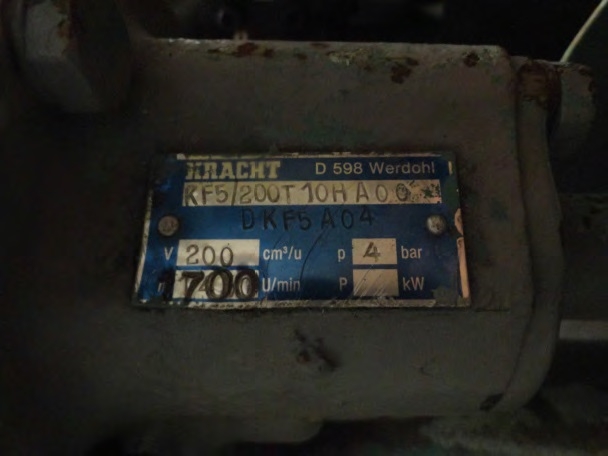 KRACHT D 598 Werdohl
KF5/200T10HA00
DKF5A04
V 200 cm³/u p 4 bar
n 1700 U/min P kW